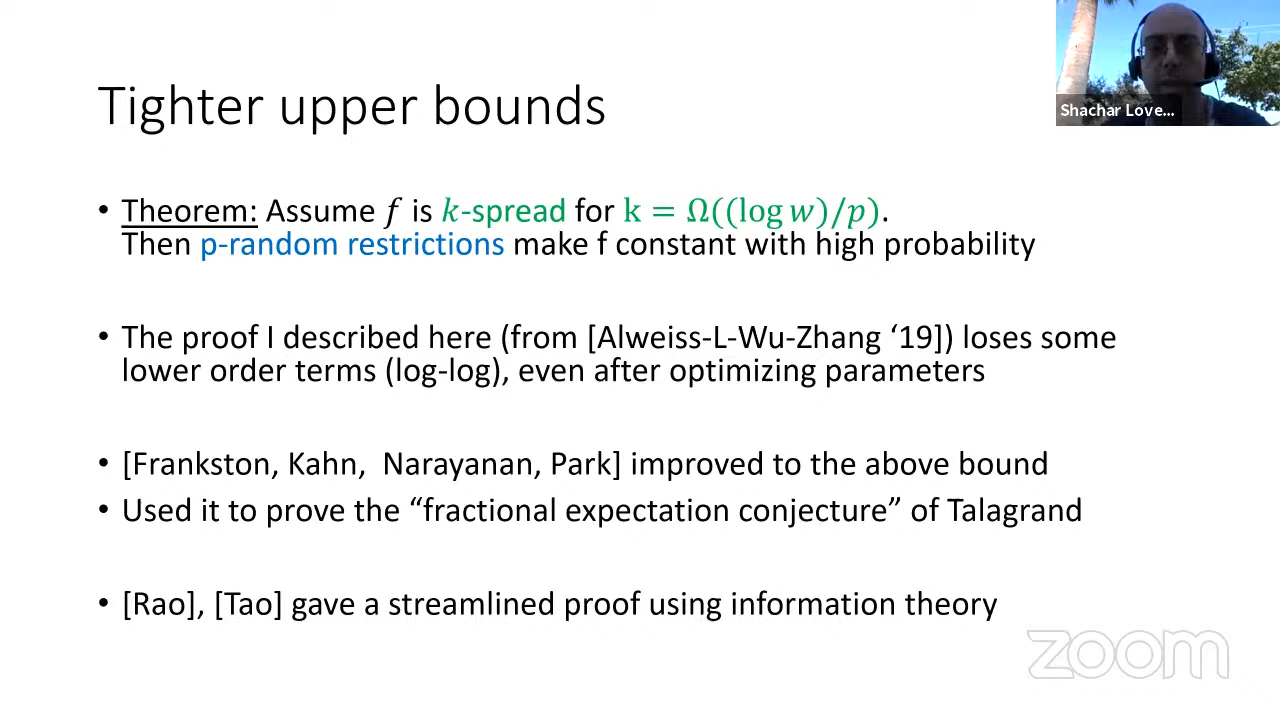 Tighter upper bounds
Shachar Love...
• Theorem: Assume f is k-spread for k = Ω((log w)/p).
Then p-random restrictions make f constant with high probability
• The proof I described here (from [Alweiss-L-Wu-Zhang ‘19]) loses some
lower order terms (log-log), even after optimizing parameters
• [Frankston, Kahn, Narayanan, Park] improved to the above bound
• Used it to prove the “fractional expectation conjecture” of Talagrand
• [Rao], [Tao] gave a streamlined proof using information theory
zoom